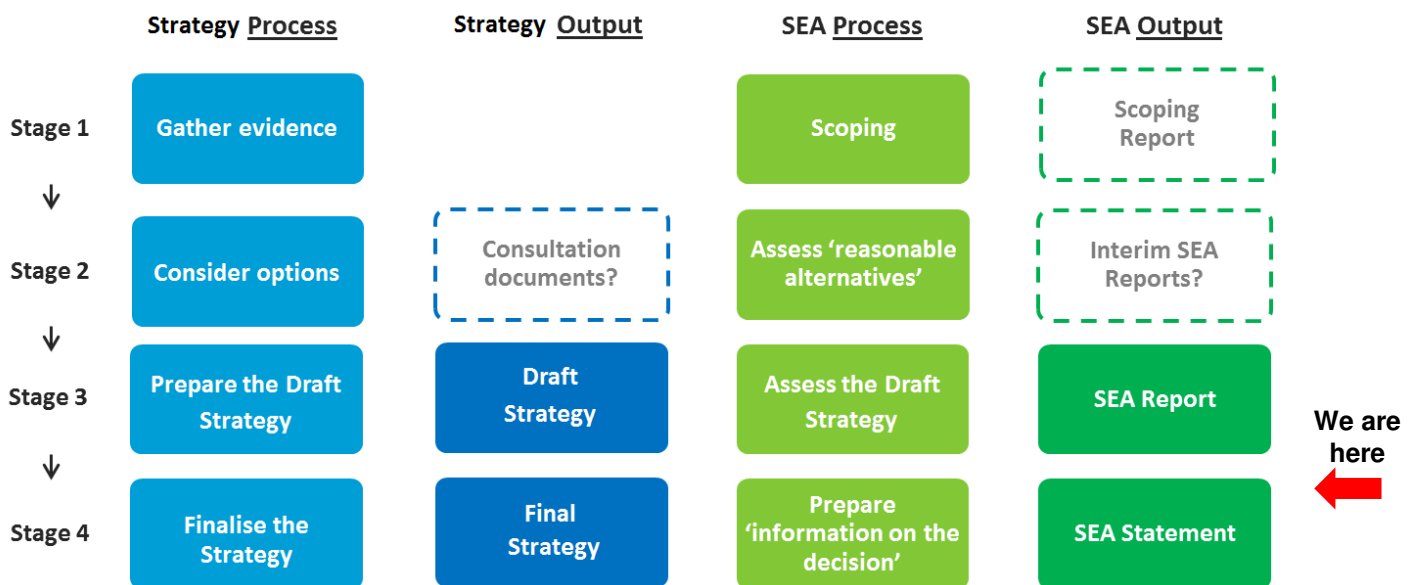 Strategy Process
Strategy Output
SEA Process
SEA Output
Stage 1
Gather evidence
Scoping
Scoping
Report
Stage 2
Consider options
Consultation
documents?
Assess ‘reasonable
alternatives’
Interim SEA
Reports?
Stage 3
Prepare the Draft
Strategy
Draft
Strategy
Assess the Draft
Strategy
SEA Report
We are
here
Stage 4
Finalise the
Strategy
Final
Strategy
Prepare
‘information on the
decision’
SEA Statement